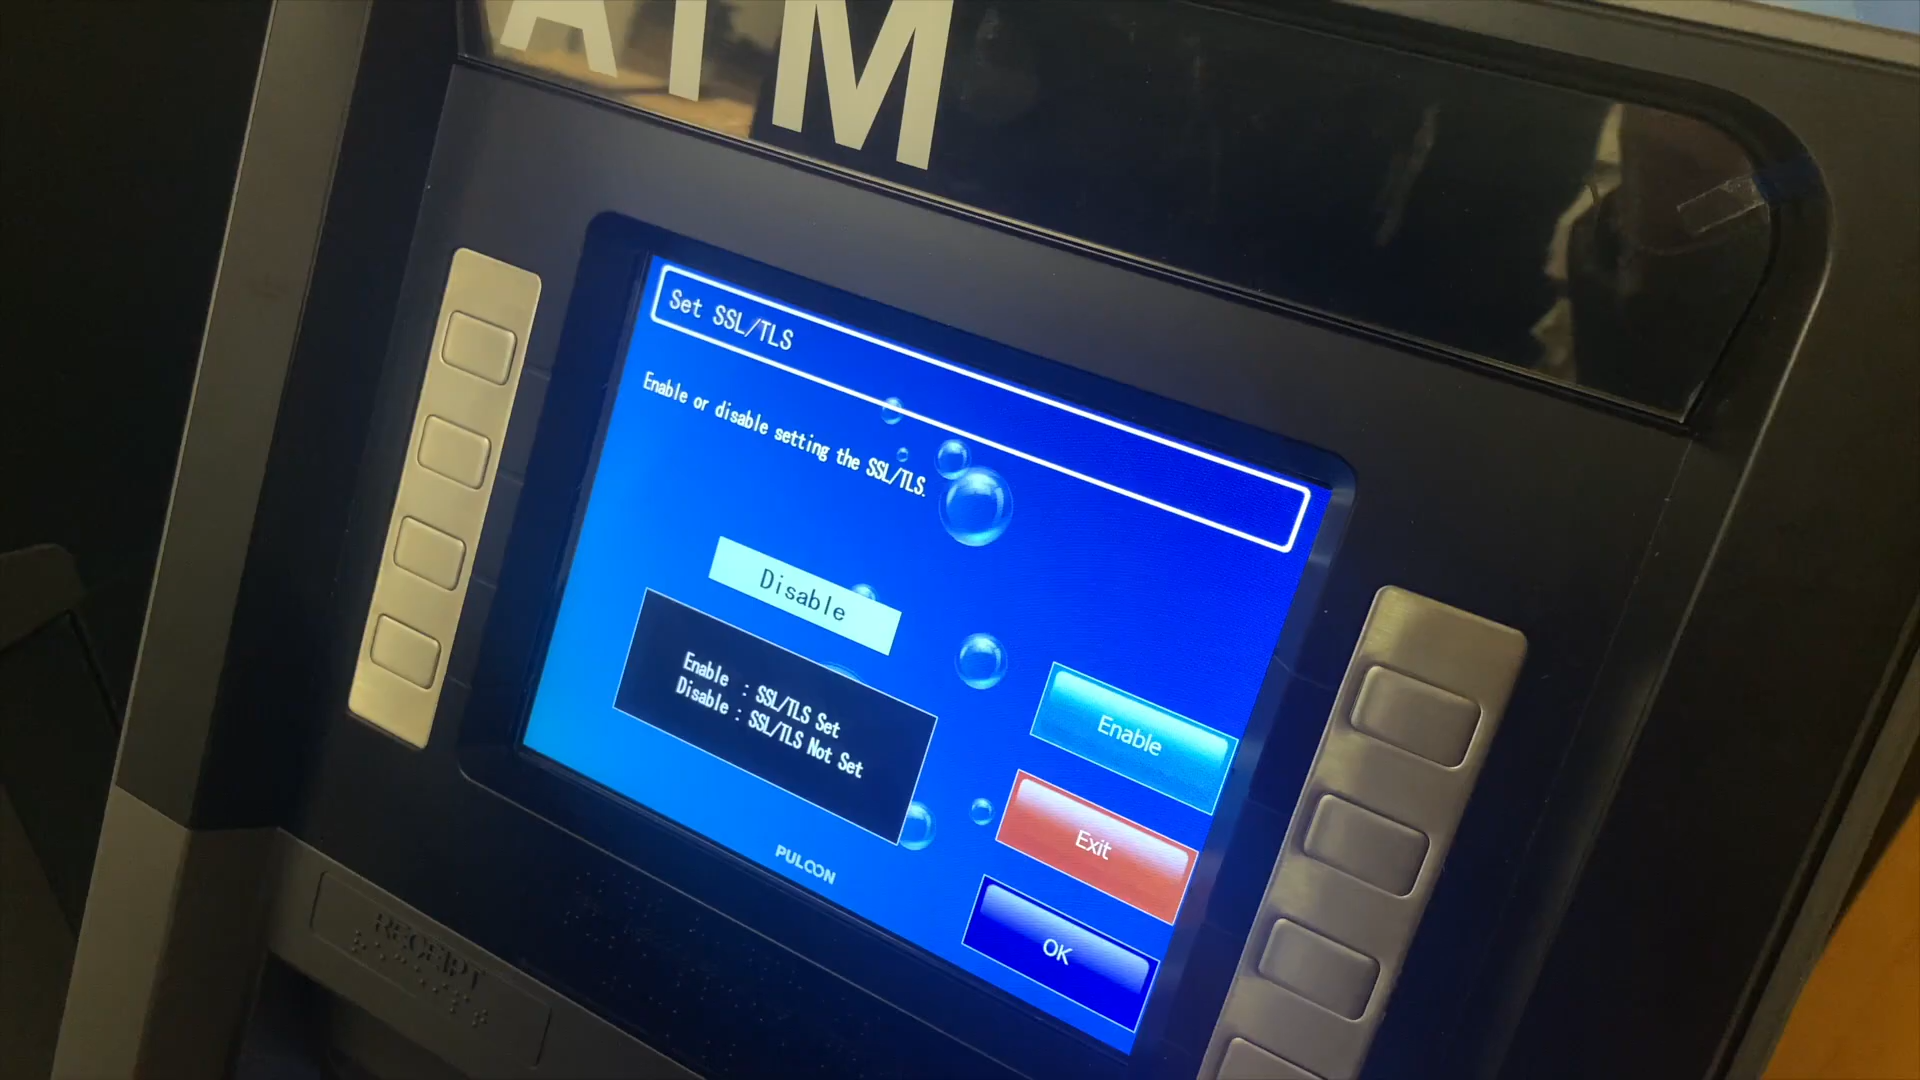 ATM
Set SSL/TLS
Enable or disable setting the SSL/TLS.
Disable
Enable : SSL/TLS Set
Disable : SSL/TLS Not Set
Enable
Exit
OK
PULOON
RECEIPT